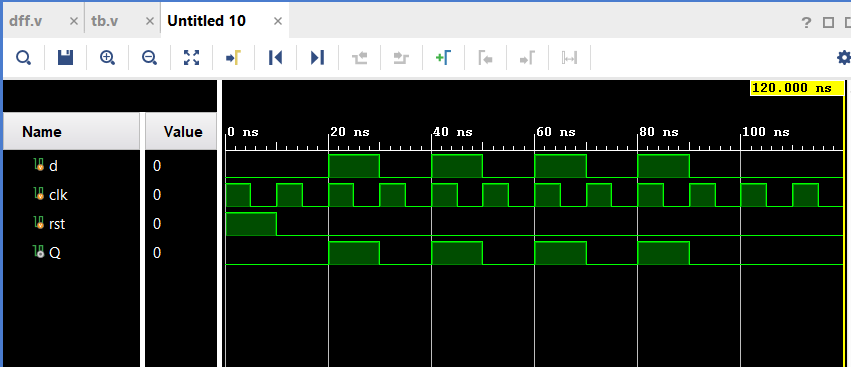 dff.v × tb.v × Untitled 10 × ?
120.000 ns
Name Value 0 ns 20 ns 40 ns 60 ns 80 ns 100 ns
d 0
clk 0
rst 0
Q 0